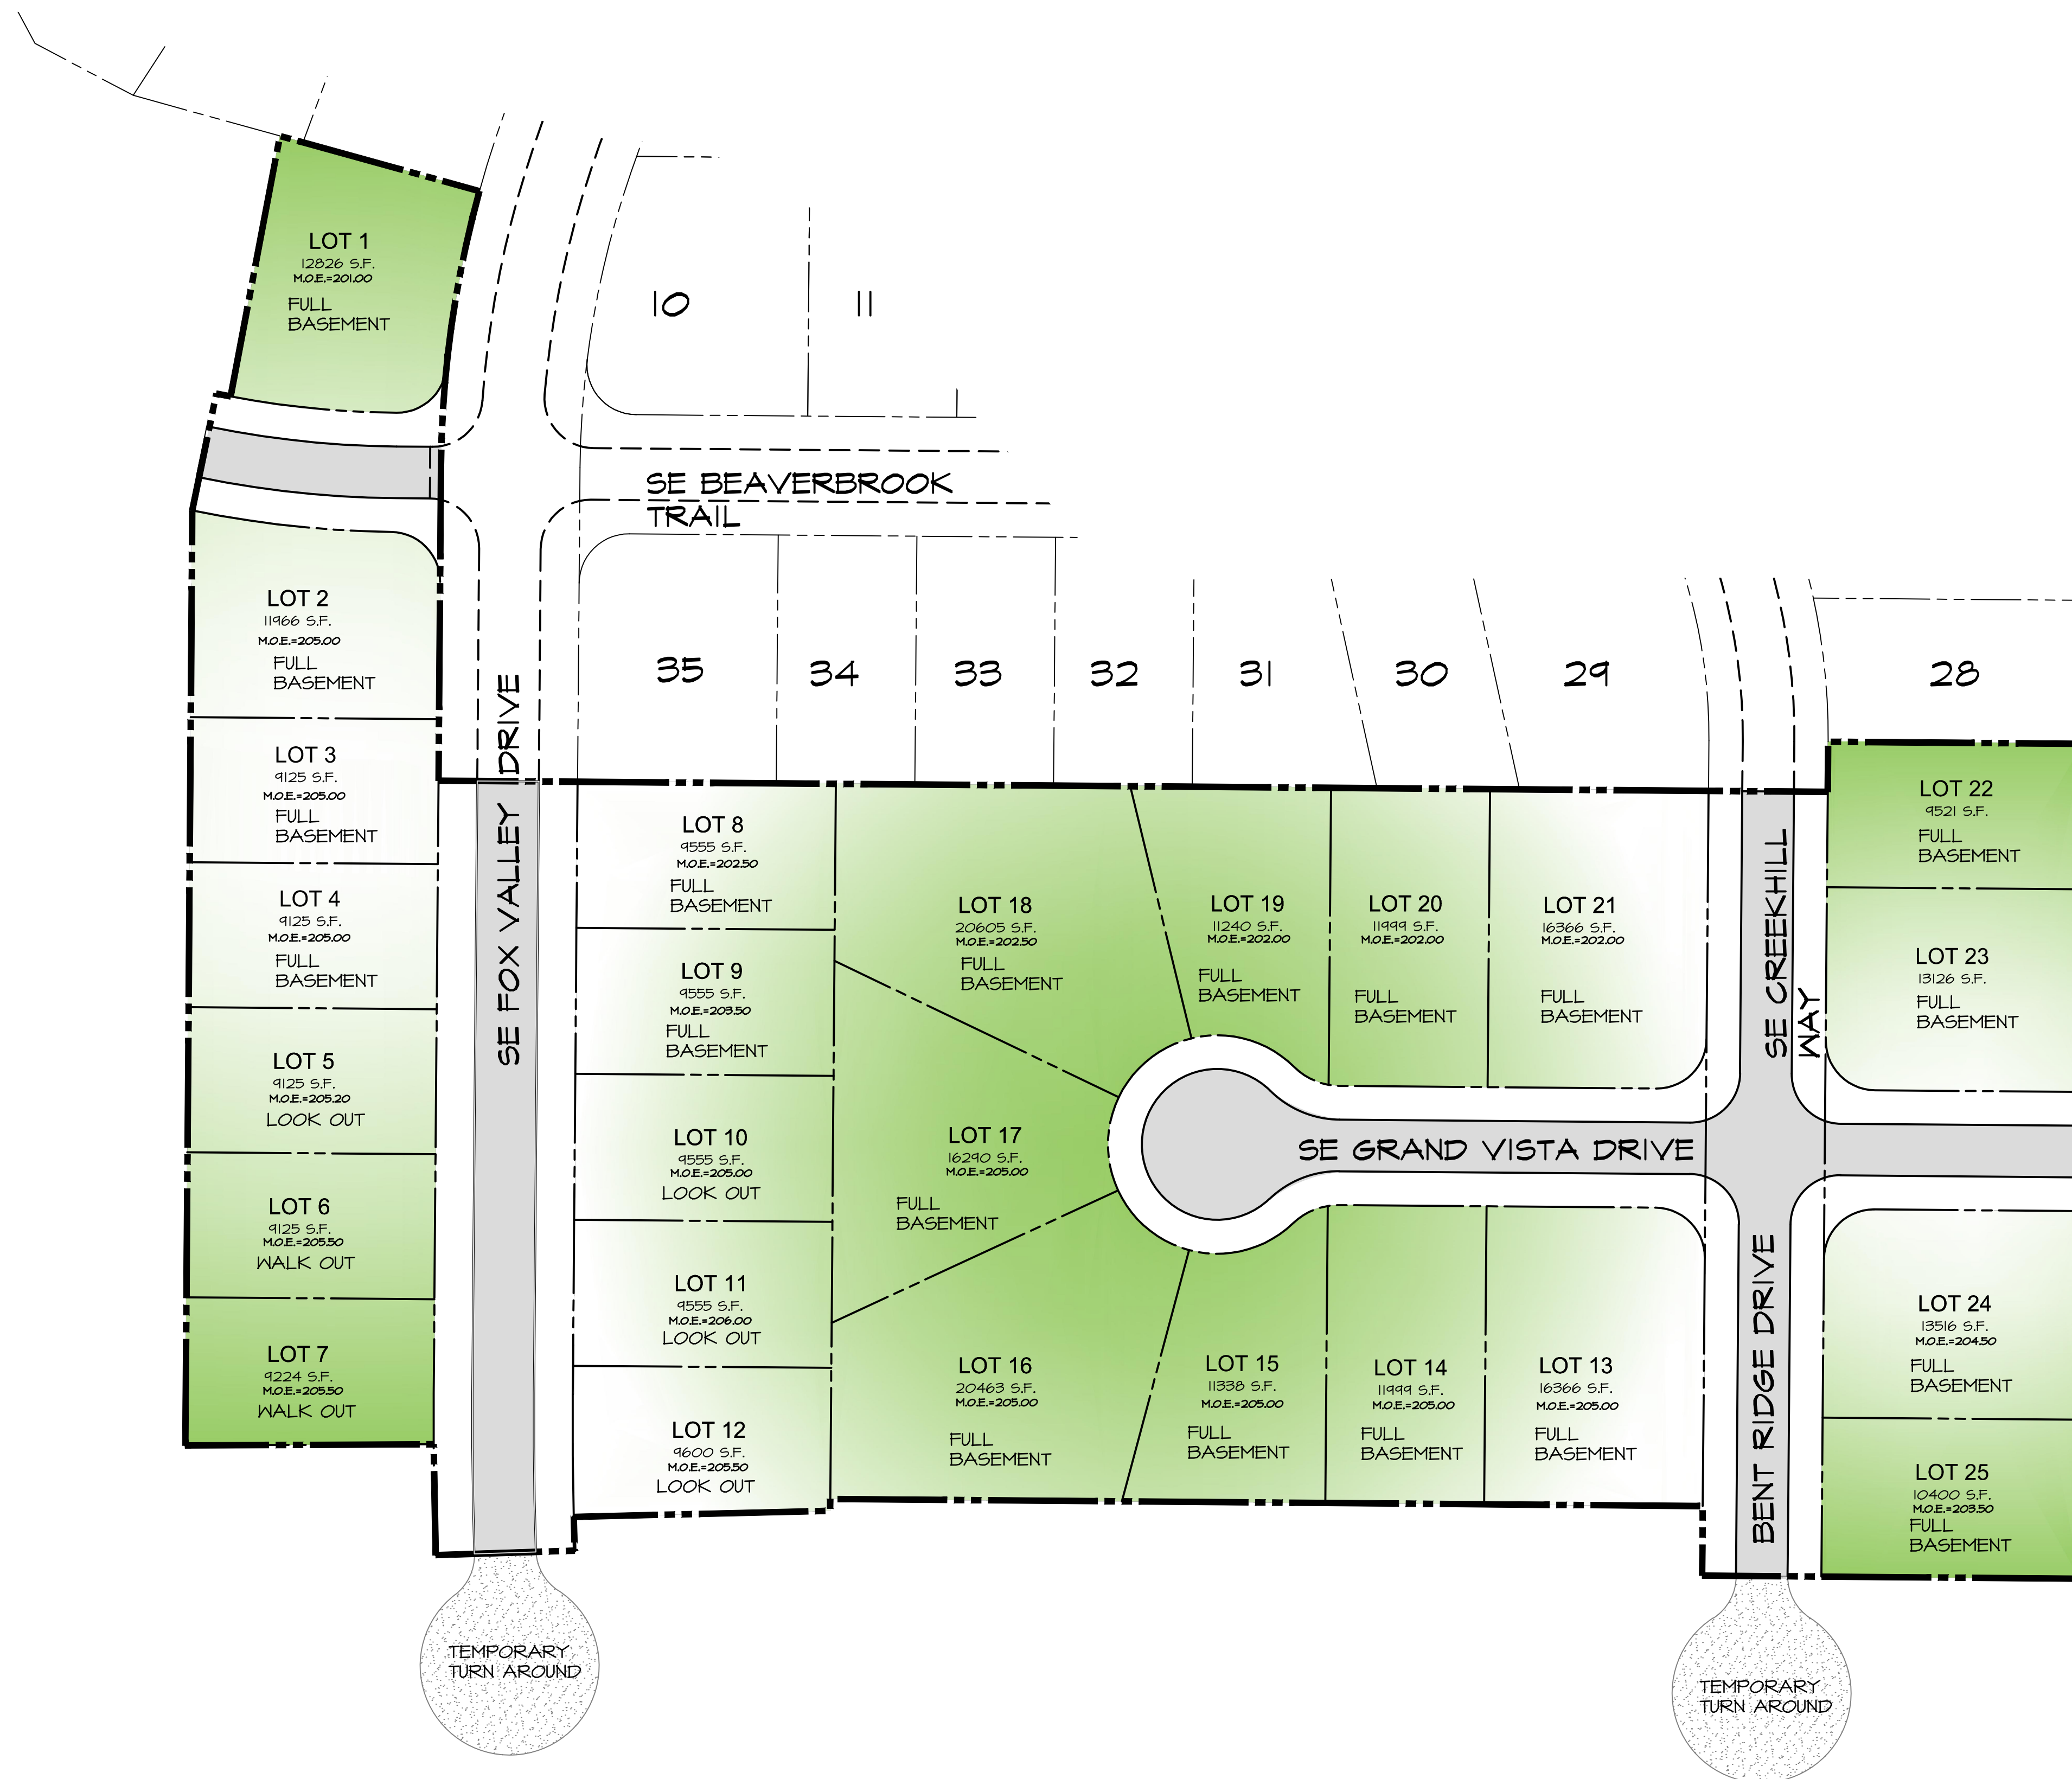 LOT 1
12826 S.F.
M.O.E.=201.00
FULL
BASEMENT
10
11
SE BEAVERBROOK
TRAIL
LOT 2
11966 S.F.
M.O.E.=205.00
FULL
BASEMENT
35
34
33
32
31
30
29
28
LOT 3
9125 S.F.
M.O.E.=205.00
FULL
BASEMENT
LOT 4
9125 S.F.
M.O.E.=205.00
FULL
BASEMENT
LOT 5
9125 S.F.
M.O.E.=205.20
LOOK OUT
LOT 6
9125 S.F.
M.O.E.=205.50
WALK OUT
LOT 7
9224 S.F.
M.O.E.=205.50
WALK OUT
SE FOX VALLEY DRIVE
LOT 8
9555 S.F.
M.O.E.=202.50
FULL
BASEMENT
LOT 9
9555 S.F.
M.O.E.=203.50
FULL
BASEMENT
LOT 10
9555 S.F.
M.O.E.=205.00
LOOK OUT
LOT 11
9555 S.F.
M.O.E.=206.00
LOOK OUT
LOT 12
9600 S.F.
M.O.E.=205.50
LOOK OUT
LOT 18
20605 S.F.
M.O.E.=202.50
FULL
BASEMENT
LOT 19
11240 S.F.
M.O.E.=202.00
FULL
BASEMENT
LOT 20
11999 S.F.
M.O.E.=202.00
FULL
BASEMENT
LOT 21
16366 S.F.
M.O.E.=202.00
FULL
BASEMENT
LOT 17
16290 S.F.
M.O.E.=205.00
FULL
BASEMENT
SE GRAND VISTA DRIVE
LOT 16
20463 S.F.
M.O.E.=205.00
FULL
BASEMENT
LOT 15
11338 S.F.
M.O.E.=205.00
FULL
BASEMENT
LOT 14
11999 S.F.
M.O.E.=205.00
FULL
BASEMENT
LOT 13
16366 S.F.
M.O.E.=205.00
FULL
BASEMENT
SE CREEKHILL
WAY
BENT RIDGE DRIVE
LOT 22
9521 S.F.
FULL
BASEMENT
LOT 23
13126 S.F.
FULL
BASEMENT
LOT 24
13516 S.F.
M.O.E.=204.50
FULL
BASEMENT
LOT 25
10400 S.F.
M.O.E.=203.50
FULL
BASEMENT
TEMPORARY
TURN AROUND
TEMPORARY
TURN AROUND